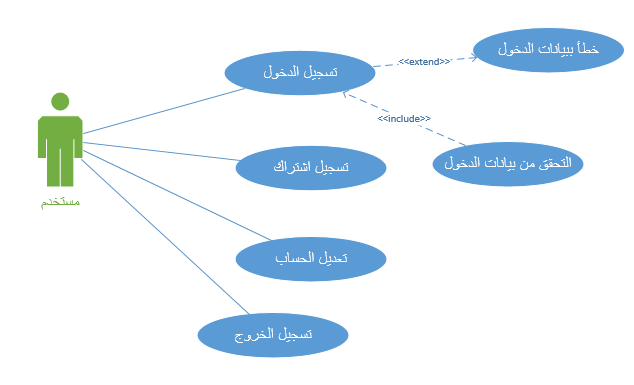 خطأ ببيانات الدخول
<<extend>>
تسجيل الدخول
<<include>>
التحقق من بيانات الدخول
تسجيل اشتراك
مستخدم
تعديل الحساب
تسجيل الخروج